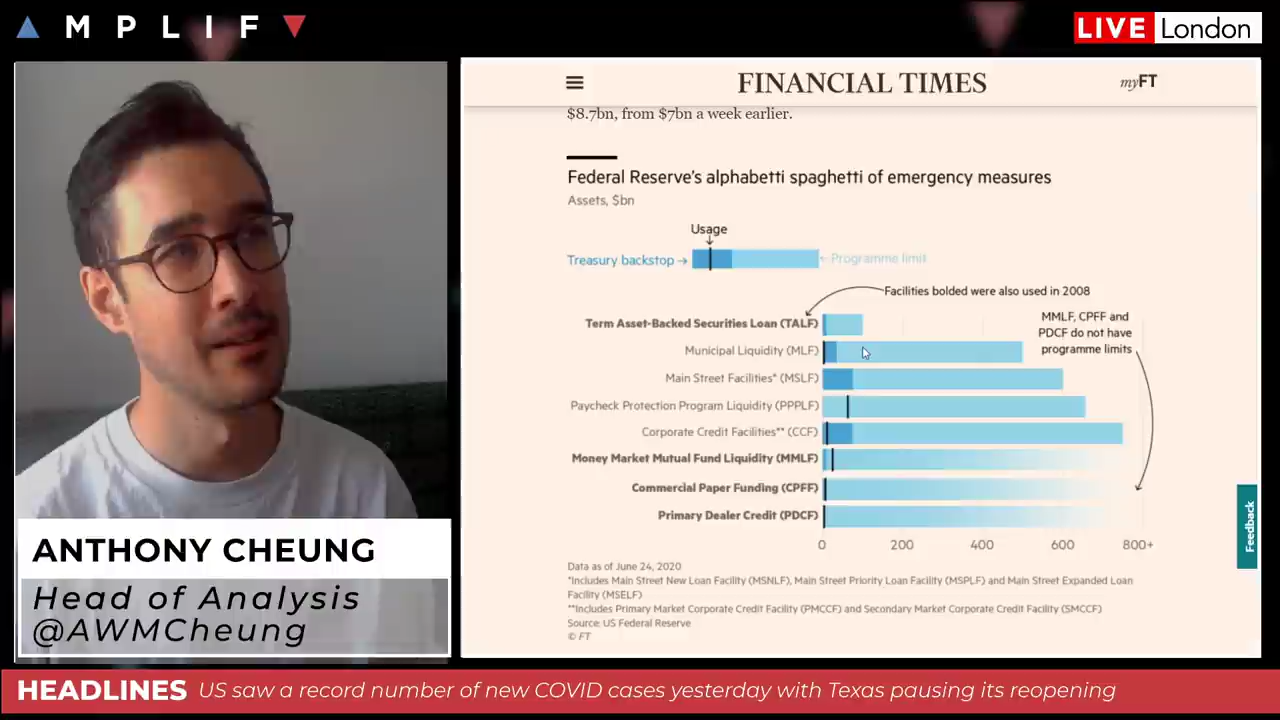 AMPLIFY
LIVE London
FINANCIAL TIMES
myFT
$8.7bn, from $7bn a week earlier.
Federal Reserve's alphabetti spaghetti of emergency measures
Assets, $bn
Usage
Treasury backstop →
← Programme limit
Facilities bolded were also used in 2008
MMLF, CPFF and
PDCF do not have
programme limits
Term Asset-Backed Securities Loan (TALF)
Municipal Liquidity (MLF)
Main Street Facilities* (MSLF)
Paycheck Protection Program Liquidity (PPPLF)
Corporate Credit Facilities** (CCF)
Money Market Mutual Fund Liquidity (MMLF)
Commercial Paper Funding (CPFF)
Primary Dealer Credit (PDCF)
0 200 400 600 800+
Data as of June 24, 2020
*Includes Main Street New Loan Facility (MSNLF), Main Street Priority Loan Facility (MSPLF) and Main Street Expanded Loan
Facility (MSELF)
**Includes Primary Market Corporate Credit Facility (PMCCF) and Secondary Market Corporate Credit Facility (SMCCF)
Source: US Federal Reserve
© FT
Feedback
ANTHONY CHEUNG
Head of Analysis
@AWMCheung
HEADLINES US saw a record number of new COVID cases yesterday with Texas pausing its reopening